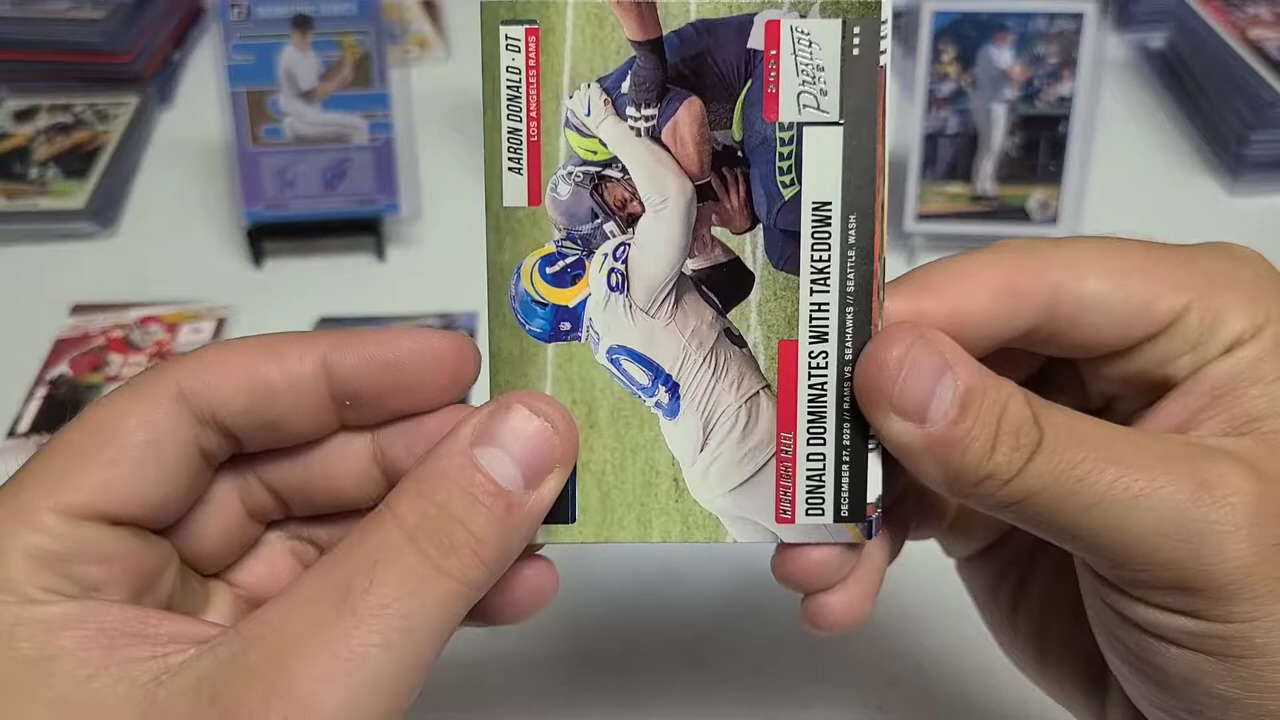 AARON DONALD • DT
LOS ANGELES RAMS
Prestige
2021
HIGHLIGHT REEL
DONALD DOMINATES WITH TAKEDOWN
DECEMBER 27, 2020 // RAMS VS. SEAHAWKS // SEATTLE, WASH.
99